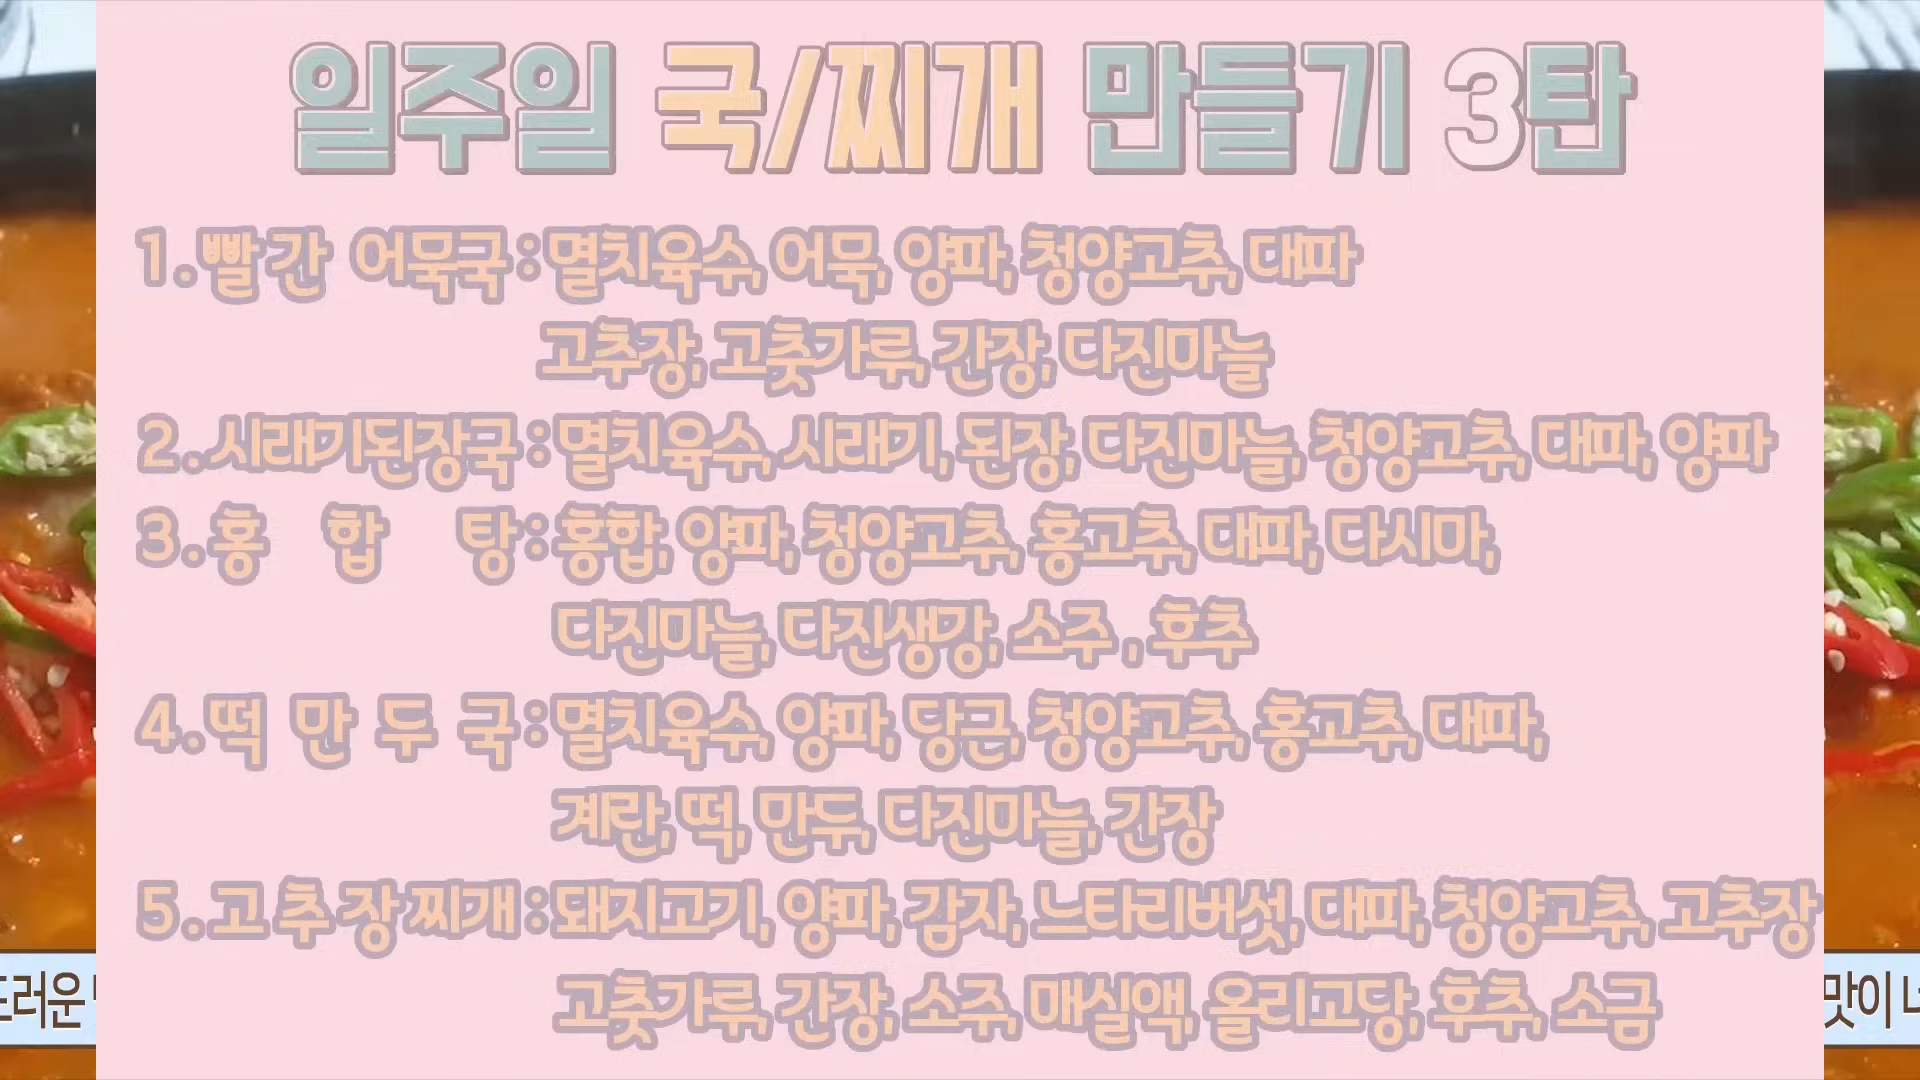 일주일 국/찌개 만들기 3탄
1. 빨간 어묵국 : 멸치육수, 어묵, 양파, 청양고추, 대파
고추장, 고춧가루, 간장, 다진마늘
2. 시래기된장국 : 멸치육수, 시래기, 된장, 다진마늘, 청양고추, 대파, 양파
3. 홍 합 탕 : 홍합, 양파, 청양고추, 홍고추, 대파, 다시마,
다진마늘, 다진생강, 소주 , 후추
4. 떡 만 두 국 : 멸치육수, 양파, 당근, 청양고추, 홍고추, 대파,
계란, 떡, 만두, 다진마늘, 간장
5. 고추장찌개 : 돼지고기, 양파, 감자, 느타리버섯, 대파, 청양고추, 고추장
고춧가루, 간장, 소주, 매실액, 올리고당, 후추, 소금
러운
맛이